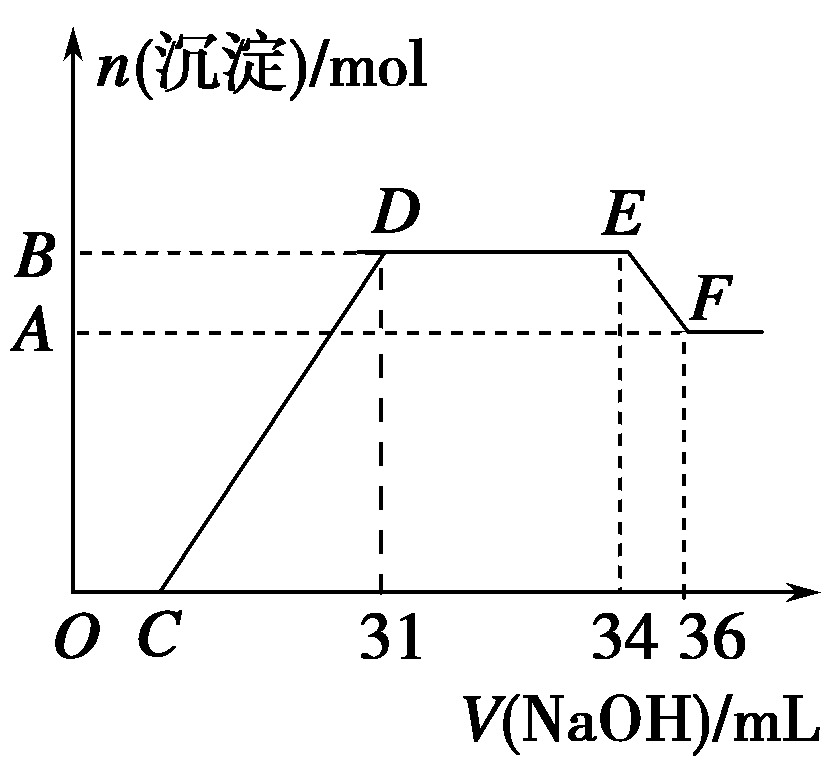 n(沉淀)/mol
D E
B
F
A
O C 31 34 36
V(NaOH)/mL